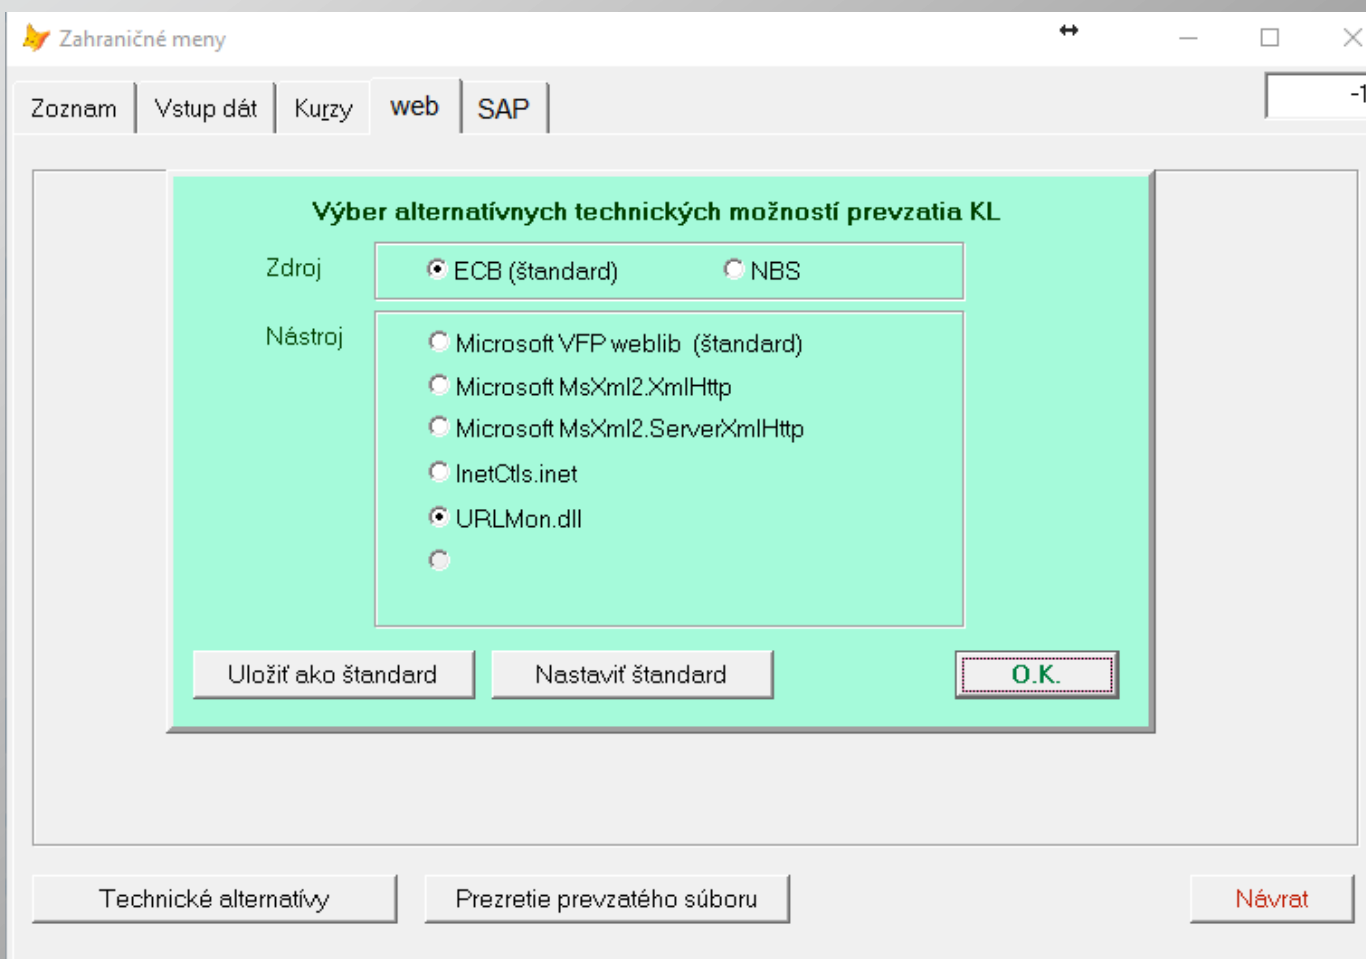 Zahraničné meny
Zoznam Vstup dát Kurzy web SAP
-1
Výber alternatívnych technických možností prevzatia KL
Zdroj ECB (štandard) NBS
Nástroj
Microsoft VFP weblib (štandard)
Microsoft MsXml2.XmlHttp
Microsoft MsXml2.ServerXmlHttp
InetCtls.inet
URLMon.dll
Uložiť ako štandard Nastaviť štandard O.K.
Technické alternatívy Prezretie prevzatého súboru Návrat